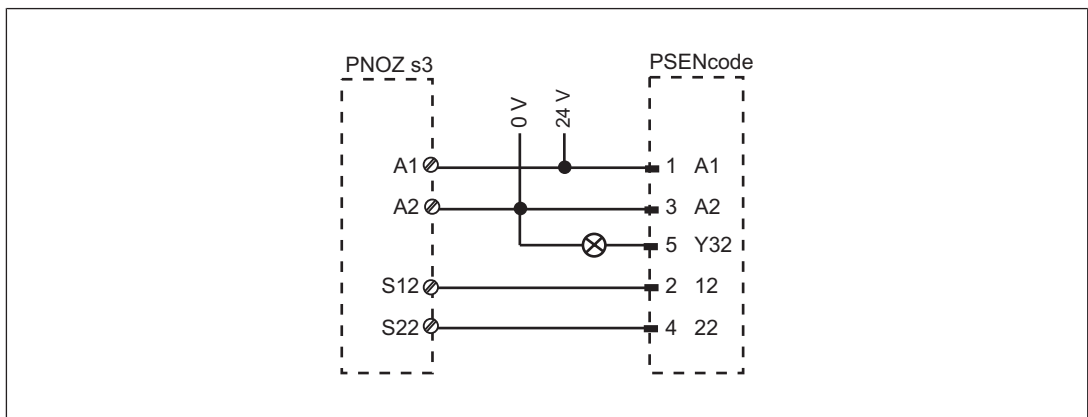 PNOZ s3
PSENcode
0 V
24 V
A1
1 A1
A2
3 A2
5 Y32
S12
2 12
S22
4 22